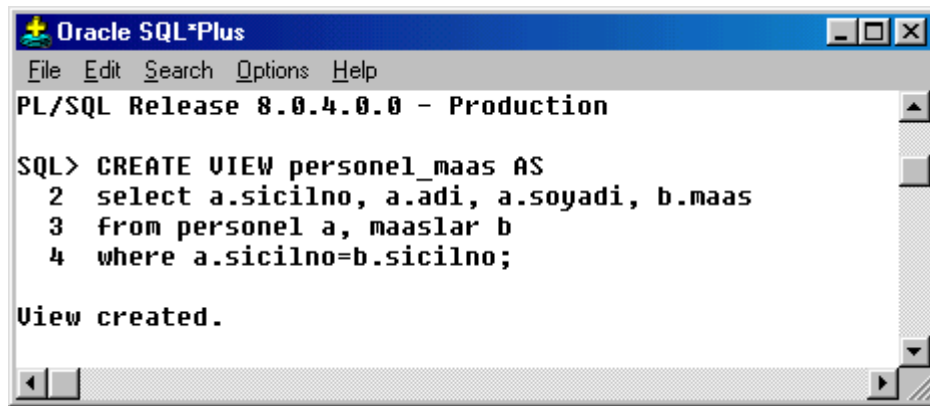 Oracle SQL*Plus
File Edit Search Options Help
PL/SQL Release 8.0.4.0.0 - Production
SQL> CREATE VIEW personel_maas AS
2 select a.sicilno, a.adi, a.soyadi, b.maas
3 from personel a, maaslar b
4 where a.sicilno=b.sicilno;
View created.